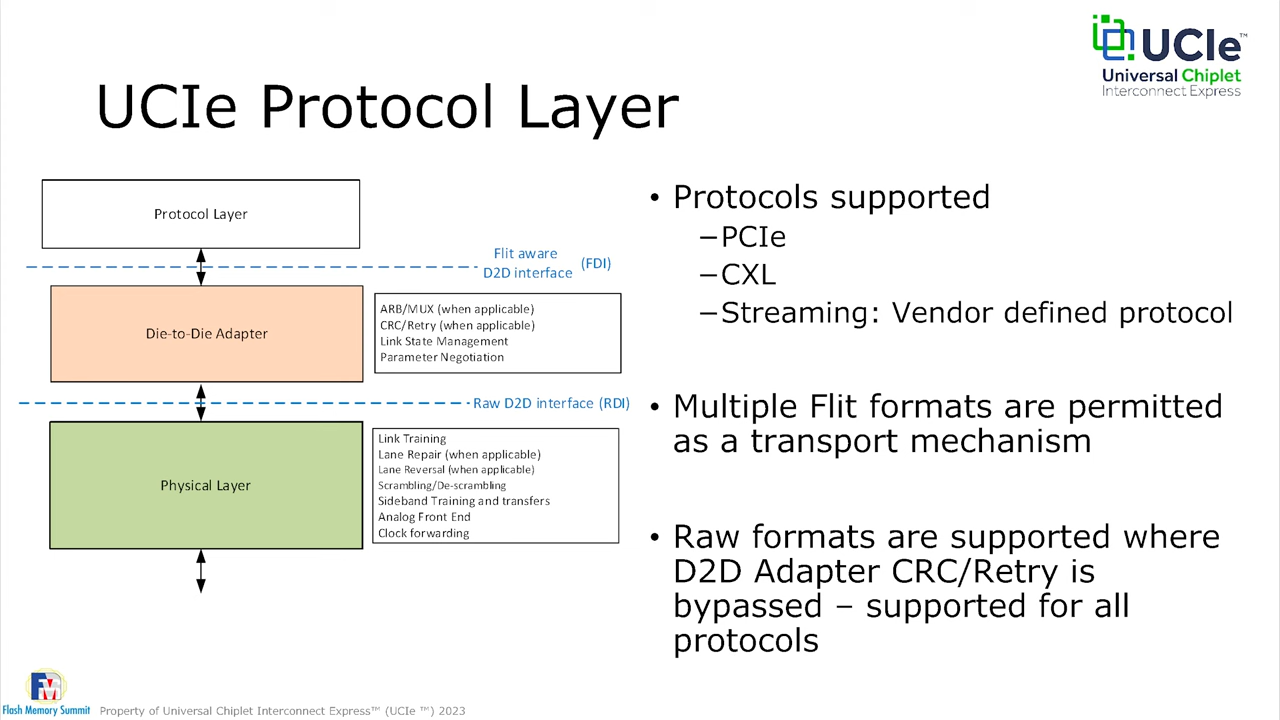 UCIe™
Universal Chiplet
Interconnect Express
UCIe Protocol Layer
Protocol Layer
Flit aware
D2D interface
(FDI)
Die-to-Die Adapter
ARB/MUX (when applicable)
CRC/Retry (when applicable)
Link State Management
Parameter Negotiation
Raw D2D interface (RDI)
Physical Layer
Link Training
Lane Repair (when applicable)
Lane Reversal (when applicable)
Scrambling/De-scrambling
Sideband Training and transfers
Analog Front End
Clock forwarding
• Protocols supported
–PCIe
–CXL
–Streaming: Vendor defined protocol
• Multiple Flit formats are permitted
as a transport mechanism
• Raw formats are supported where
D2D Adapter CRC/Retry is
bypassed – supported for all
protocols
FMS
Flash Memory Summit
Property of Universal Chiplet Interconnect Express™ (UCIe ™) 2023